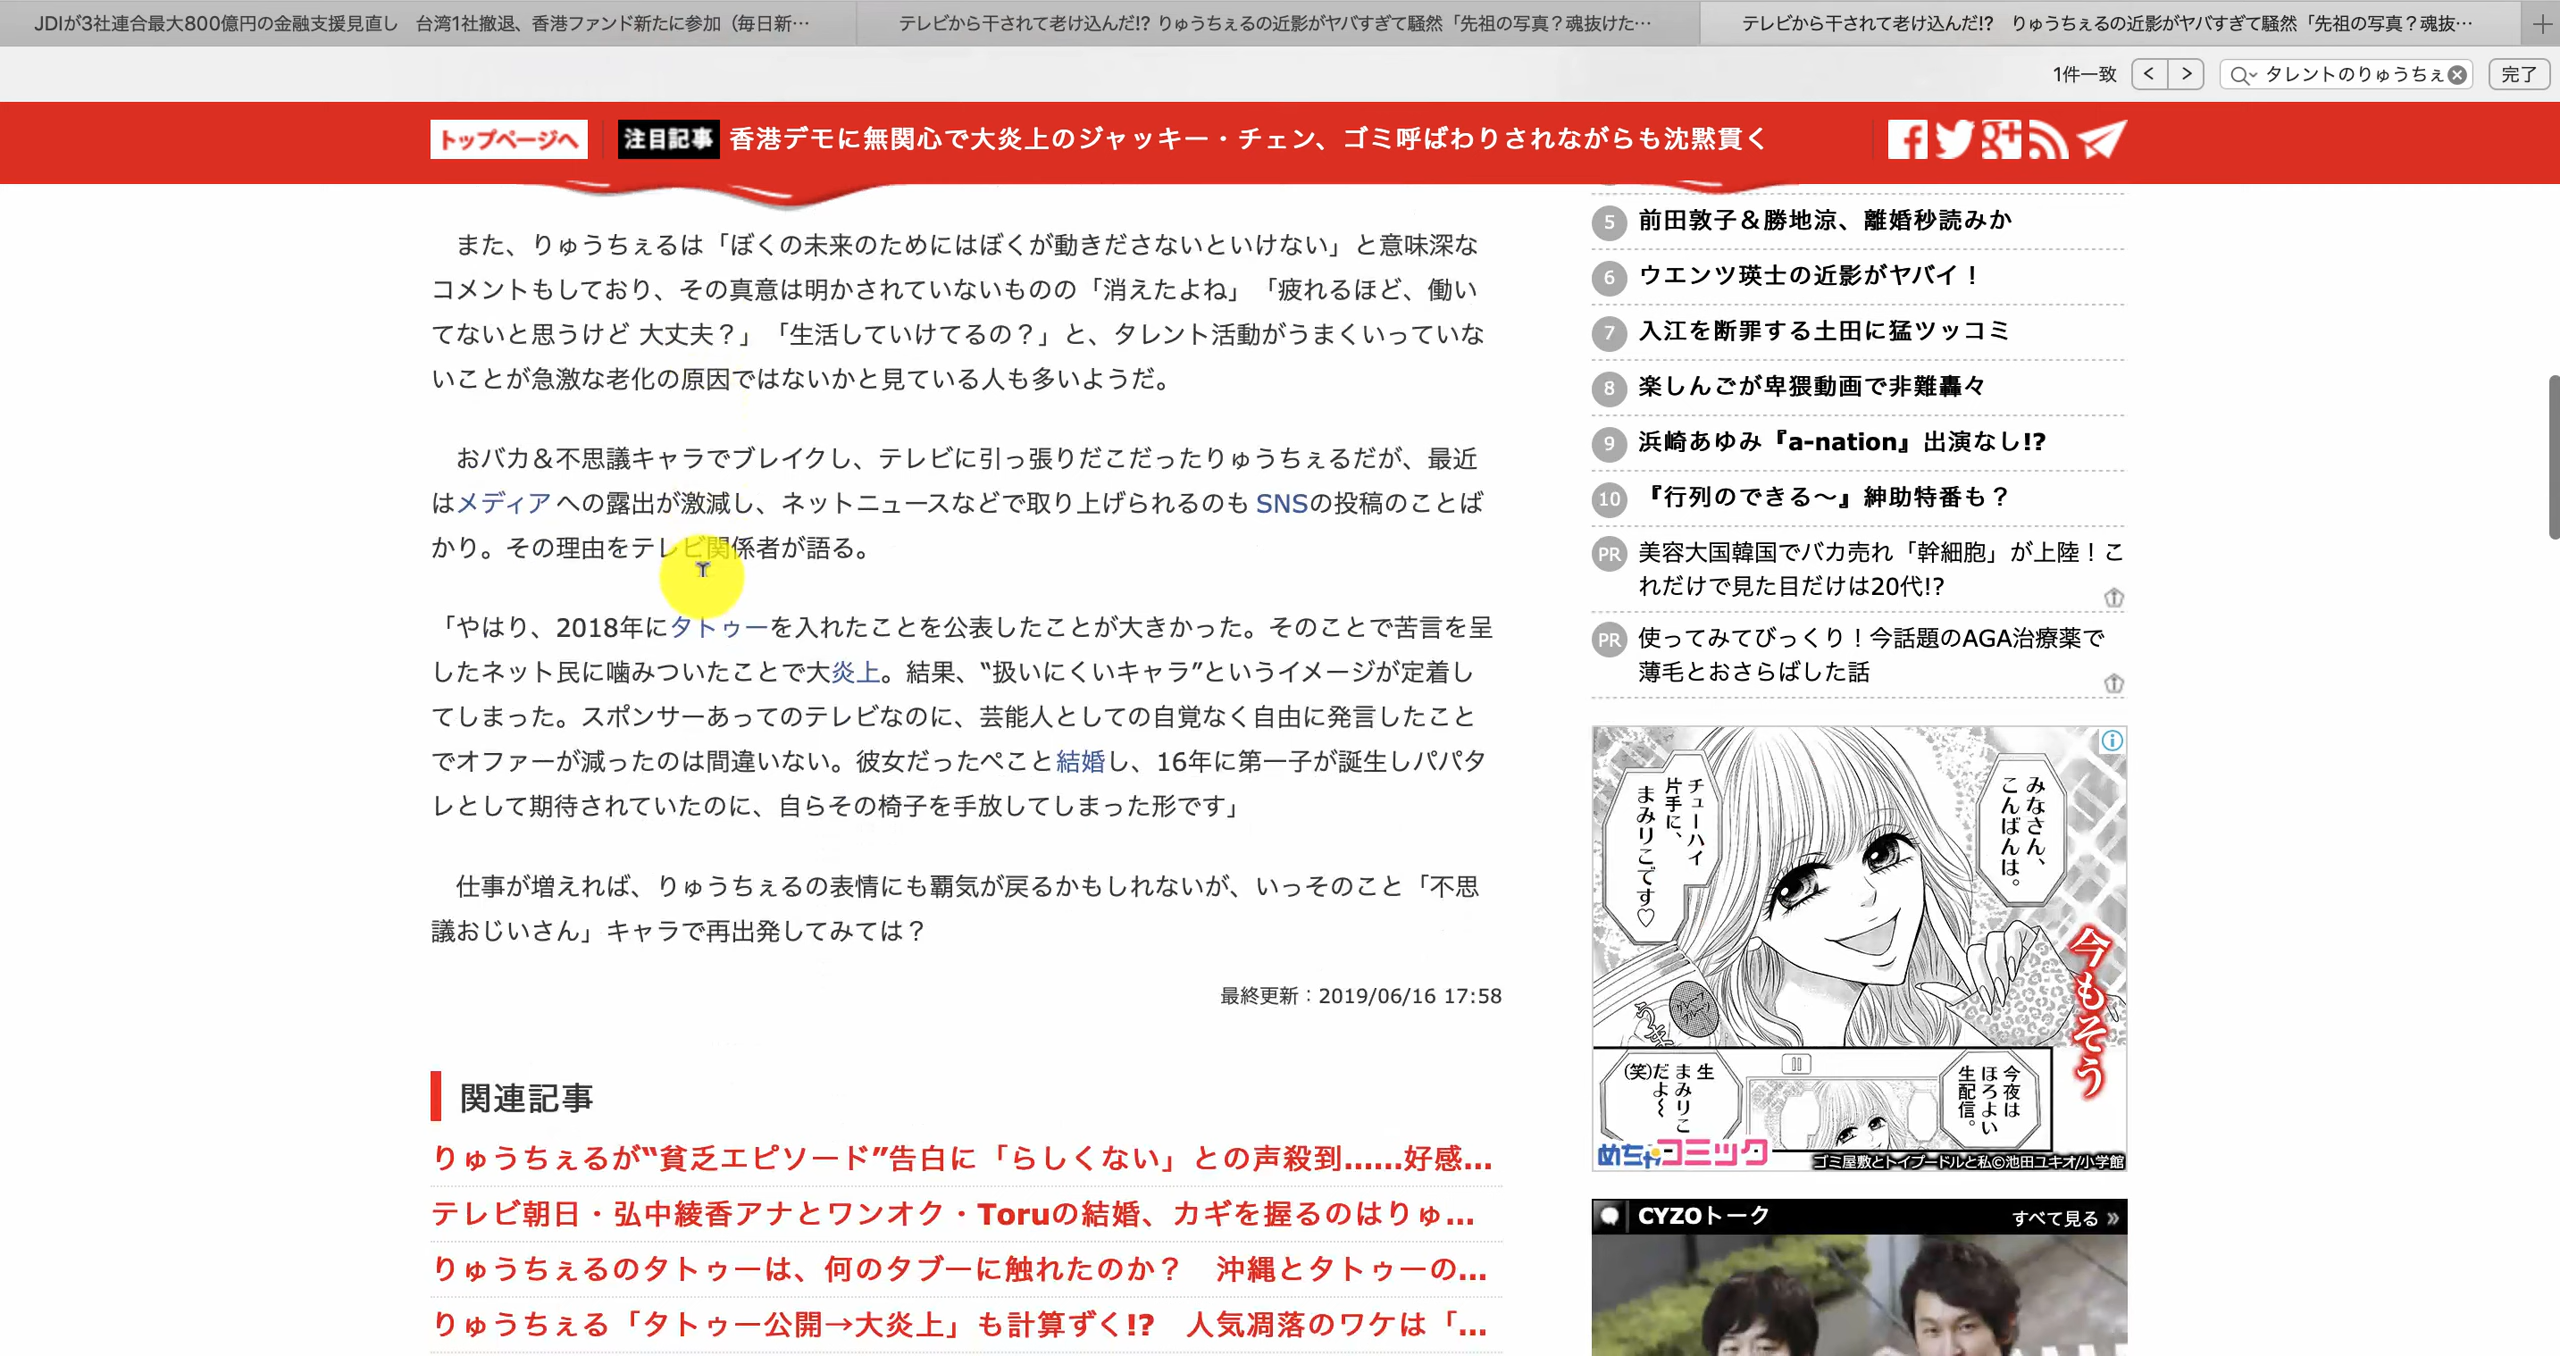 JDIが3社連合最大800億円の金融支援見直し　台湾1社撤退、香港ファンド新たに参加（毎日新…
テレビから干されて老け込んだ!? りゅうちぇるの近影がヤバすぎて騒然「先祖の写真？魂抜けた…
テレビから干されて老け込んだ!?　りゅうちぇるの近影がヤバすぎて騒然「先祖の写真？魂抜…
1件一致
タレントのりゅうちぇ
完了
トップページへ
注目記事
香港デモに無関心で大炎上のジャッキー・チェン、ゴミ呼ばわりされながらも沈黙貫く
　また、りゅうちぇるは「ぼくの未来のためにはぼくが動きださないといけない」と意味深な
コメントもしており、その真意は明かされていないものの「消えたよね」「疲れるほど、働い
てないと思うけど 大丈夫？」「生活していけてるの？」と、タレント活動がうまくいっていな
いことが急激な老化の原因ではないかと見ている人も多いようだ。
　おバカ＆不思議キャラでブレイクし、テレビに引っ張りだこだったりゅうちぇるだが、最近
はメディアへの露出が激減し、ネットニュースなどで取り上げられるのもSNSの投稿のことば
かり。その理由をテレビ関係者が語る。
「やはり、2018年にタトゥーを入れたことを公表したことが大きかった。そのことで苦言を呈
したネット民に噛みついたことで大炎上。結果、“扱いにくいキャラ”というイメージが定着し
てしまった。スポンサーあってのテレビなのに、芸能人としての自覚なく自由に発言したこと
でオファーが減ったのは間違いない。彼女だったぺこと結婚し、16年に第一子が誕生しパパタ
レとして期待されていたのに、自らその椅子を手放してしまった形です」
　仕事が増えれば、りゅうちぇるの表情にも覇気が戻るかもしれないが、いっそのこと「不思
議おじいさん」キャラで再出発してみては？
最終更新：2019/06/16 17:58
関連記事
りゅうちぇるが“貧乏エピソード”告白に「らしくない」との声殺到……好感…
テレビ朝日・弘中綾香アナとワンオク・Toruの結婚、カギを握るのはりゅ…
りゅうちぇるのタトゥーは、何のタブーに触れたのか？　沖縄とタトゥーの…
りゅうちぇる「タトゥー公開→大炎上」も計算ずく!?　人気凋落のワケは「…
5 前田敦子＆勝地涼、離婚秒読みか
6 ウエンツ瑛士の近影がヤバイ！
7 入江を断罪する土田に猛ツッコミ
8 楽しんごが卑猥動画で非難轟々
9 浜崎あゆみ『a-nation』出演なし!?
10 『行列のできる〜』紳助特番も？
PR 美容大国韓国でバカ売れ「幹細胞」が上陸！こ
れだけで見た目だけは20代!?
PR 使ってみてびっくり！今話題のAGA治療薬で
薄毛とおさらばした話
みなさん、
こんばんは。
チューハイ
片手に、
まみりこです♡
今もそう
今夜は
ほろよい
生配信。
生
まみりこ
だよ〜
(笑)
めちゃコミック
ゴミ屋敷とトイプードルと私©池田ユキオ/小学館
CYZOトーク
すべて見る »